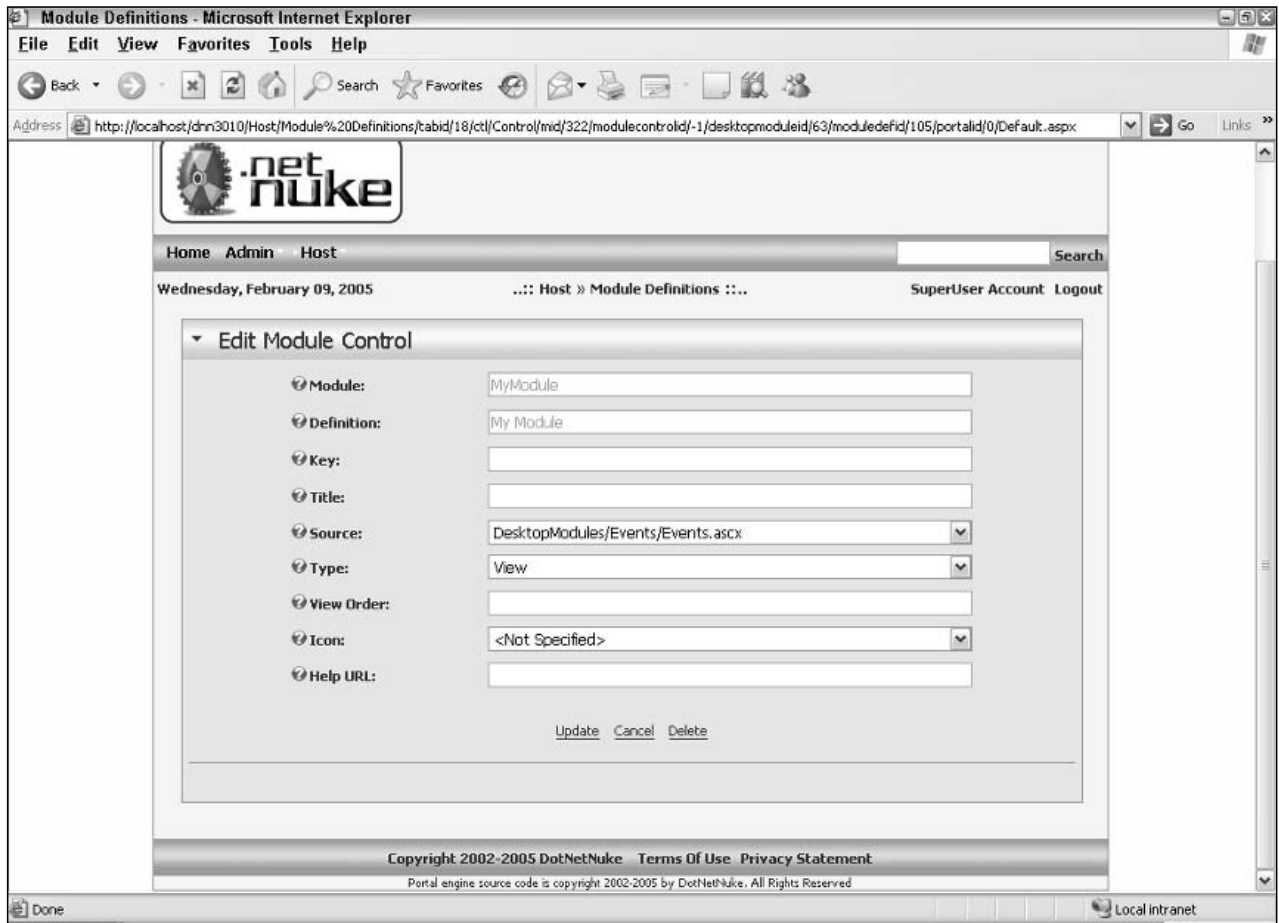 Module Definitions - Microsoft Internet Explorer
File Edit View Favorites Tools Help
Back Search Favorites
Address http://localhost/dnn3010/Host/Module%20Definitions/tabid/18/ctl/Control/mid/322/modulecontrolid/-1/desktopmoduleid/63/moduledefid/105/portalid/0/Default.aspx Go Links »
.net
nuke
Home Admin Host Search
Wednesday, February 09, 2005 ..:: Host » Module Definitions ::.. SuperUser Account Logout
Edit Module Control
Module: MyModule
Definition: My Module
Key:
Title:
Source: DesktopModules/Events/Events.ascx
Type: View
View Order:
Icon: <Not Specified>
Help URL:
Update Cancel Delete
Copyright 2002-2005 DotNetNuke Terms Of Use Privacy Statement
Portal engine source code is copyright 2002-2005 by DotNetNuke. All Rights Reserved
Done Local intranet